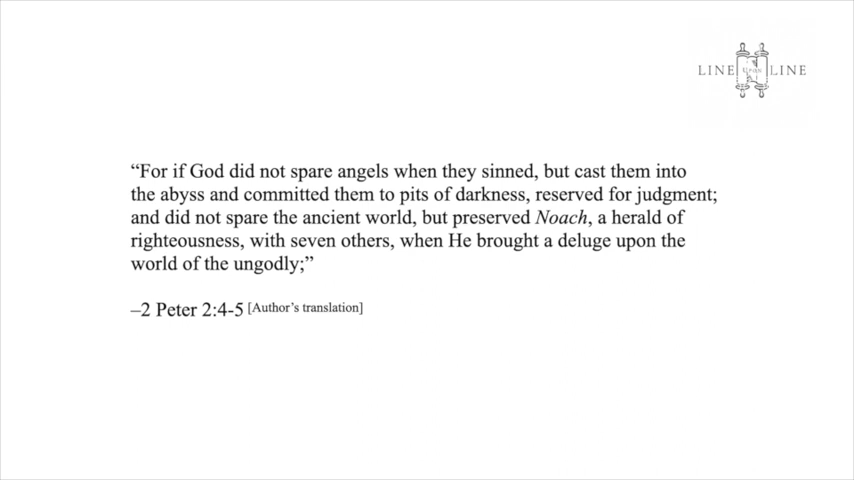 LINE UPON LINE
“For if God did not spare angels when they sinned, but cast them into
the abyss and committed them to pits of darkness, reserved for judgment;
and did not spare the ancient world, but preserved Noach, a herald of
righteousness, with seven others, when He brought a deluge upon the
world of the ungodly;”
–2 Peter 2:4-5 [Author’s translation]